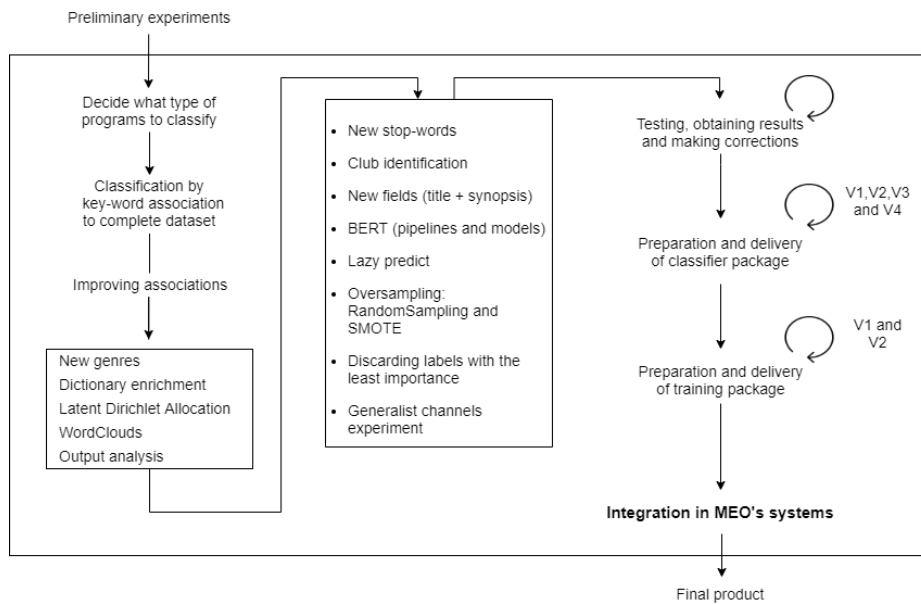 Preliminary experiments
Decide what type of
programs to classify
Classification by
key-word association
to complete dataset
Improving associations
New genres
Dictionary enrichment
Latent Dirichlet Allocation
WordClouds
Output analysis
• New stop-words
• Club identification
• New fields (title + synopsis)
• BERT (pipelines and models)
• Lazy predict
• Oversampling:
RandomSampling and
SMOTE
• Discarding labels with the
least importance
• Generalist channels
experiment
Testing, obtaining results
and making corrections
V1,V2,V3
and V4
Preparation and delivery
of classifier package
V1 and
V2
Preparation and delivery
of training package
Integration in MEO's systems
Final product